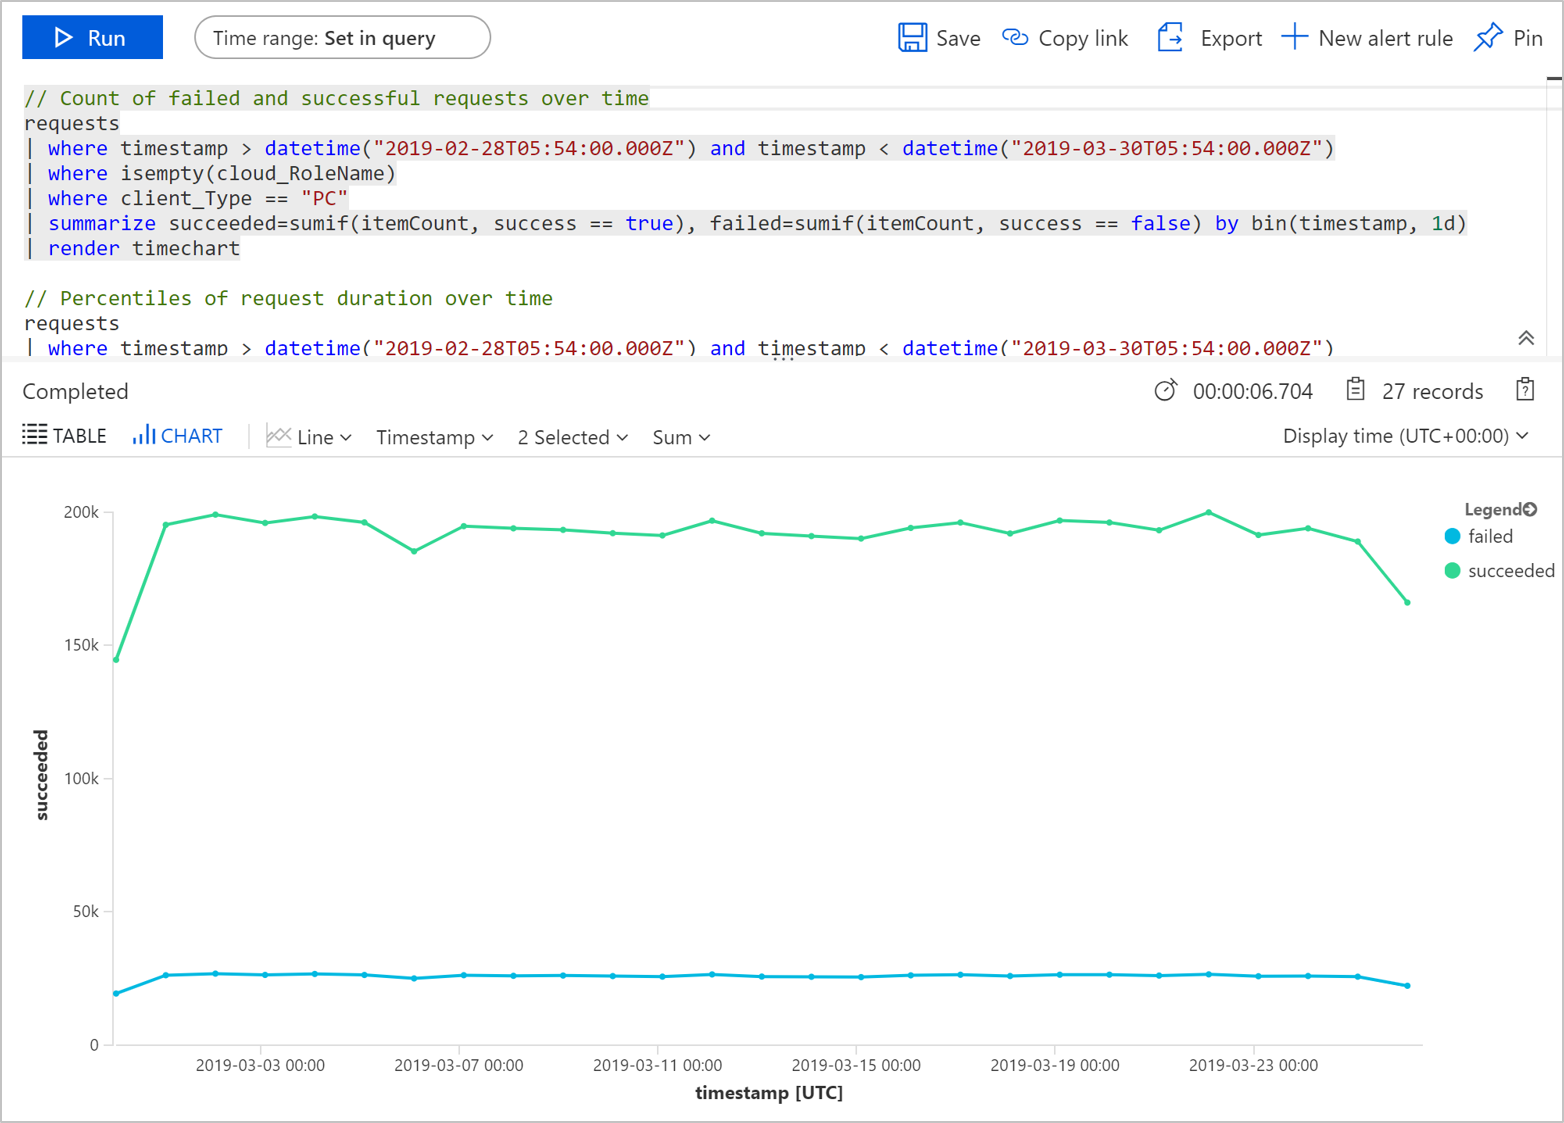 Run
Time range: Set in query
Save
Copy link
Export
New alert rule
Pin
// Count of failed and successful requests over time
requests
| where timestamp > datetime("2019-02-28T05:54:00.000Z") and timestamp < datetime("2019-03-30T05:54:00.000Z")
| where isempty(cloud_RoleName)
| where client_Type == "PC"
| summarize succeeded=sumif(itemCount, success == true), failed=sumif(itemCount, success == false) by bin(timestamp, 1d)
| render timechart
// Percentiles of request duration over time
requests
| where timestamp > datetime("2019-02-28T05:54:00.000Z") and timestamp < datetime("2019-03-30T05:54:00.000Z")
Completed
00:00:06.704
27 records
TABLE
CHART
Line
Timestamp
2 Selected
Sum
Display time (UTC+00:00)
Legend
failed
succeeded
200k
150k
100k
50k
0
succeeded
2019-03-03 00:00
2019-03-07 00:00
2019-03-11 00:00
2019-03-15 00:00
2019-03-19 00:00
2019-03-23 00:00
timestamp [UTC]